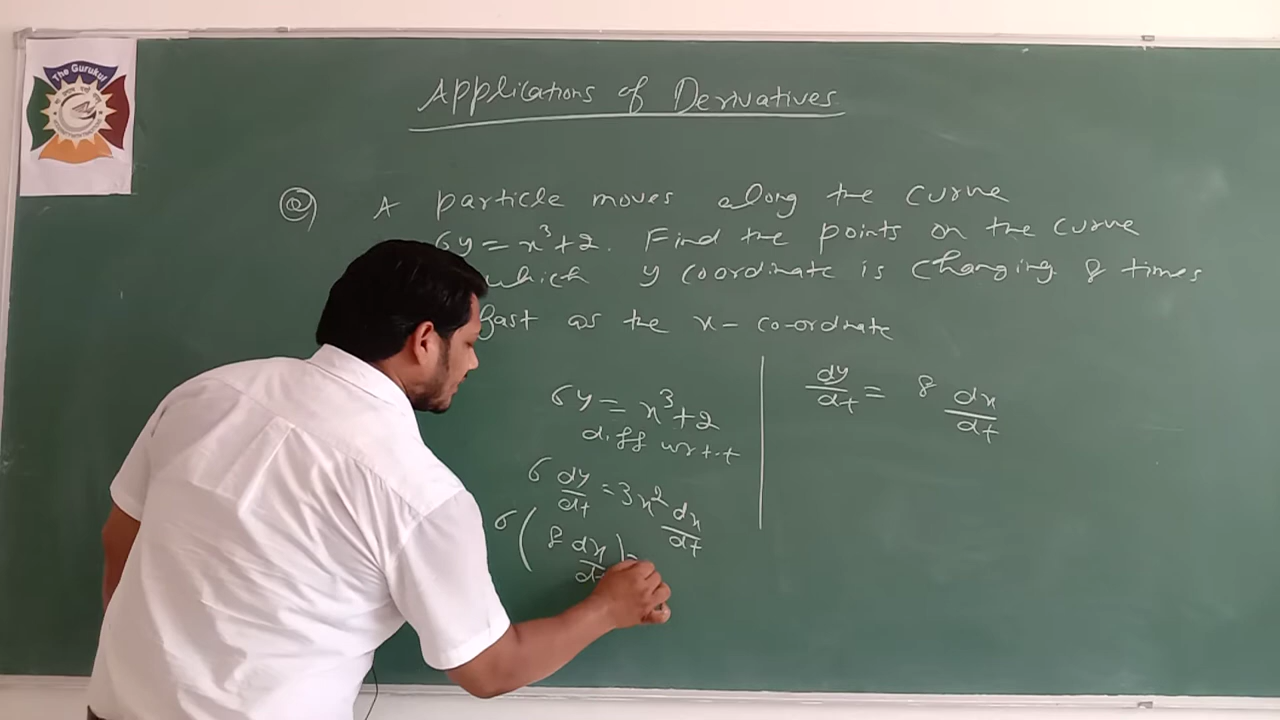 The Gurukul
Applications of Derivatives
Q) A particle moves along the curve
6y = x³+2. Find the points on the curve
which y coordinate is changing 8 times
fast as the x- co-ordinate
6y = x³+2
diff w.r.t.t
6 dy/dt = 3x² dx/dt
6 ( 8 dx/dt ) =
dy/dt = 8 dx/dt